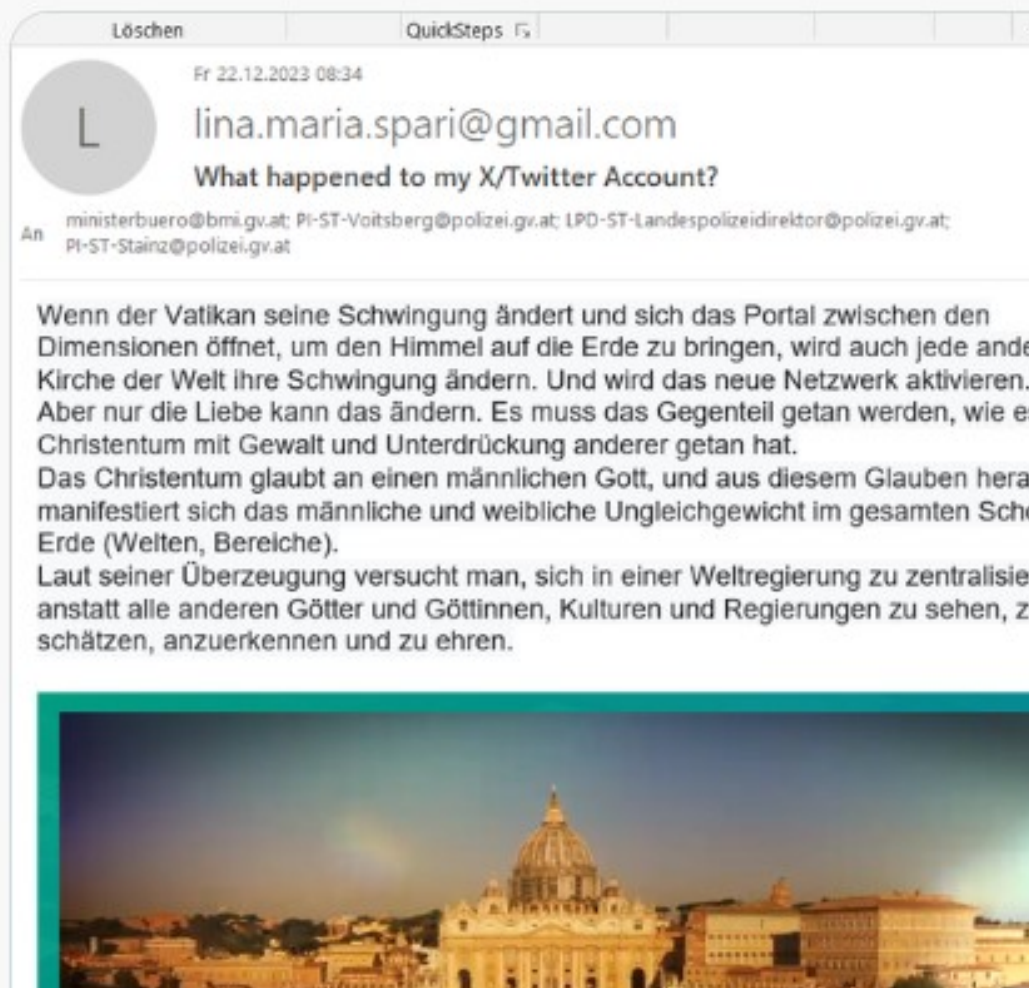 Löschen
QuickSteps
Fr 22.12.2023 08:34
L
lina.maria.spari@gmail.com
What happened to my X/Twitter Account?
An
ministerbuero@bmi.gv.at; PI-ST-Voitsberg@polizei.gv.at; LPD-ST-Landespolizeidirektor@polizei.gv.at;
PI-ST-Stainz@polizei.gv.at
Wenn der Vatikan seine Schwingung ändert und sich das Portal zwischen den
Dimensionen öffnet, um den Himmel auf die Erde zu bringen, wird auch jede ande
Kirche der Welt ihre Schwingung ändern. Und wird das neue Netzwerk aktivieren.
Aber nur die Liebe kann das ändern. Es muss das Gegenteil getan werden, wie e
Christentum mit Gewalt und Unterdrückung anderer getan hat.
Das Christentum glaubt an einen männlichen Gott, und aus diesem Glauben hera
manifestiert sich das männliche und weibliche Ungleichgewicht im gesamten Sch
Erde (Welten, Bereiche).
Laut seiner Überzeugung versucht man, sich in einer Weltregierung zu zentralisie
anstatt alle anderen Götter und Göttinnen, Kulturen und Regierungen zu sehen, z
schätzen, anzuerkennen und zu ehren.